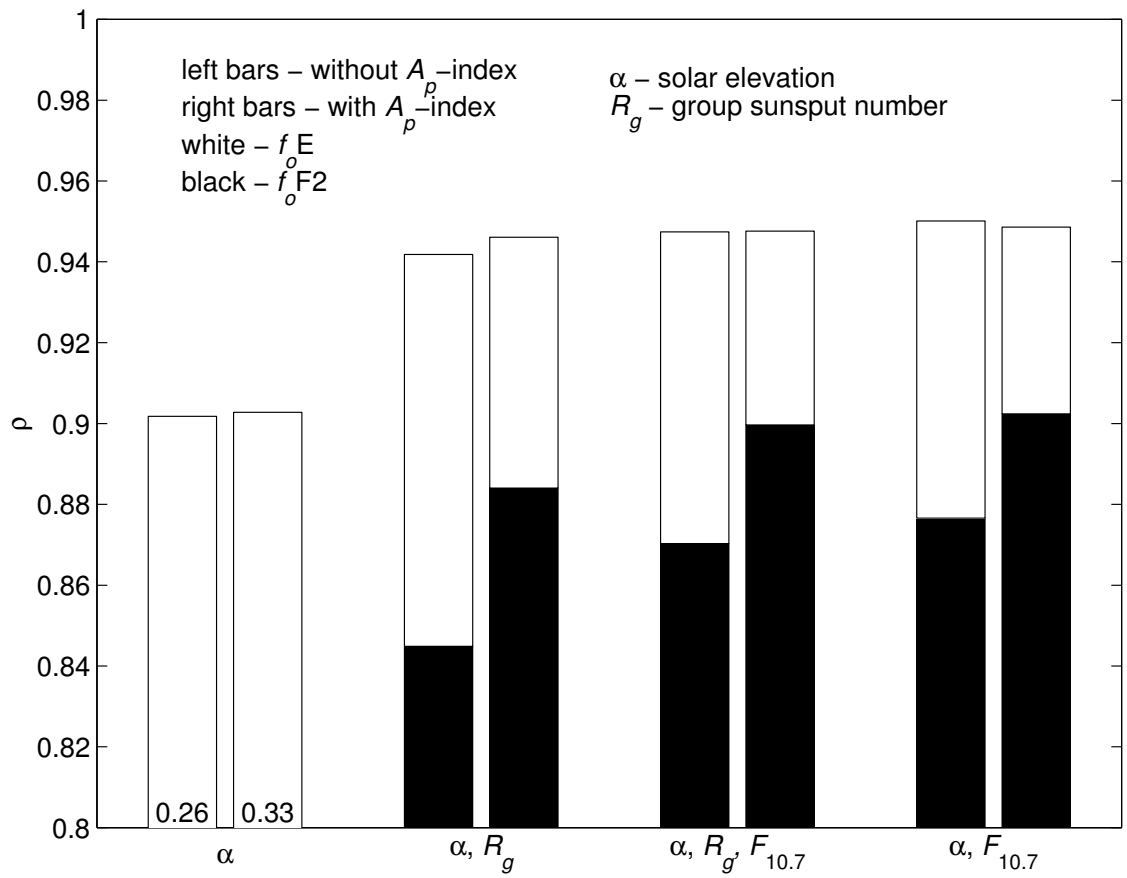 left bars – without Ap–index
right bars – with Ap–index
white – foE
black – foF2
α – solar elevation
Rg – group sunsput number
1
0.98
0.96
0.94
0.92
0.9
0.88
0.86
0.84
0.82
0.8
ρ
0.26 0.33
α
α, Rg
α, Rg, F10.7
α, F10.7